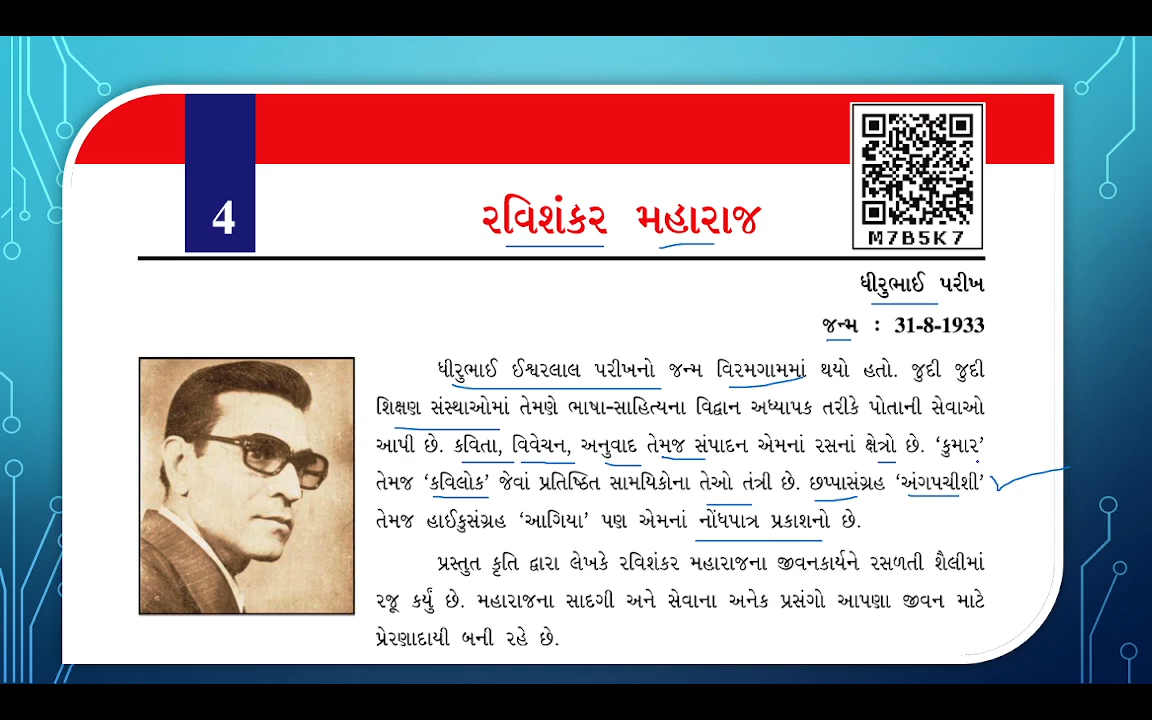 4
રવિશંકર મહારાજ
M7B5K7
ધીરુભાઈ પરીખ
જન્મ : 31-8-1933
ધીરુભાઈ ઈશ્વરલાલ પરીખનો જન્મ વિરમગામમાં થયો હતો. જુદી જુદી
શિક્ષણ સંસ્થાઓમાં તેમણે ભાષા-સાહિત્યના વિદ્વાન અધ્યાપક તરીકે પોતાની સેવાઓ
આપી છે. કવિતા, વિવેચન, અનુવાદ તેમજ સંપાદન એમનાં રસનાં ક્ષેત્રો છે. ‘કુમાર’
તેમજ ‘કવિલોક’ જેવાં પ્રતિષ્ઠિત સામયિકોના તેઓ તંત્રી છે. છપ્પાસંગ્રહ ‘અંગપચીશી’
તેમજ હાઈકુસંગ્રહ ‘આગિયા’ પણ એમનાં નોંધપાત્ર પ્રકાશનો છે.
પ્રસ્તુત કૃતિ દ્વારા લેખકે રવિશંકર મહારાજના જીવનકાર્યને રસળતી શૈલીમાં
રજૂ કર્યું છે. મહારાજના સાદગી અને સેવાના અનેક પ્રસંગો આપણા જીવન માટે
પ્રેરણાદાયી બની રહે છે.